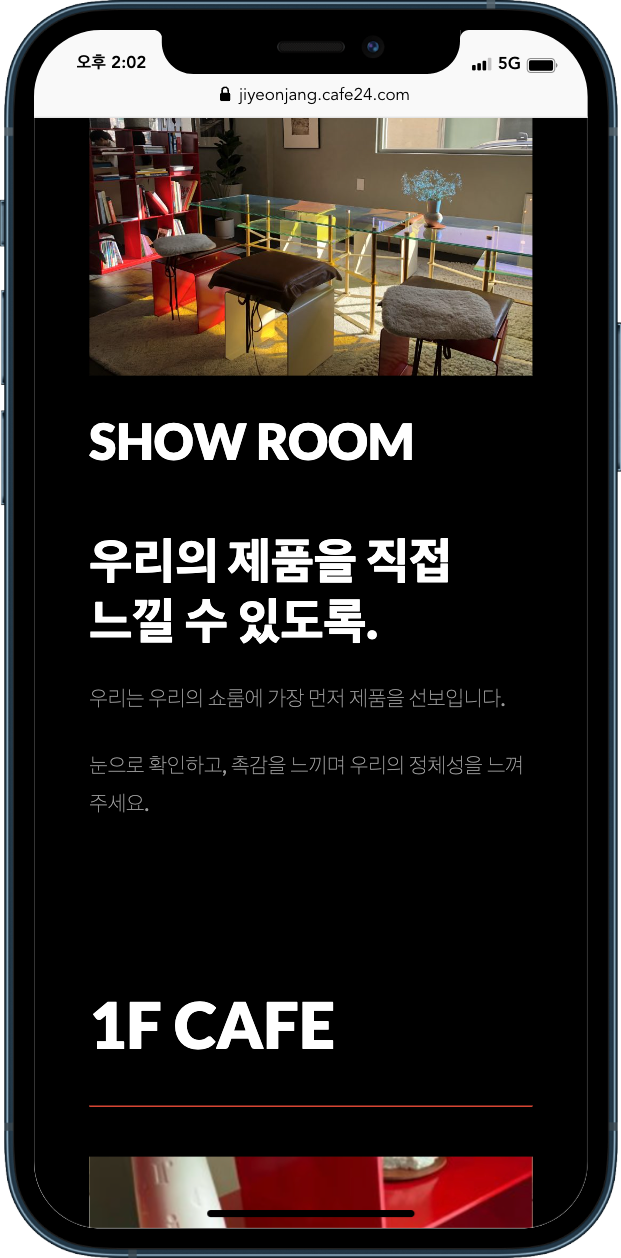 오후 2:02
5G
jiyeonjang.cafe24.com
SHOW ROOM
우리의 제품을 직접
느낄 수 있도록.
우리는 우리의 쇼룸에 가장 먼저 제품을 선보입니다.
눈으로 확인하고, 촉감을 느끼며 우리의 정체성을 느껴
주세요.
1F CAFE